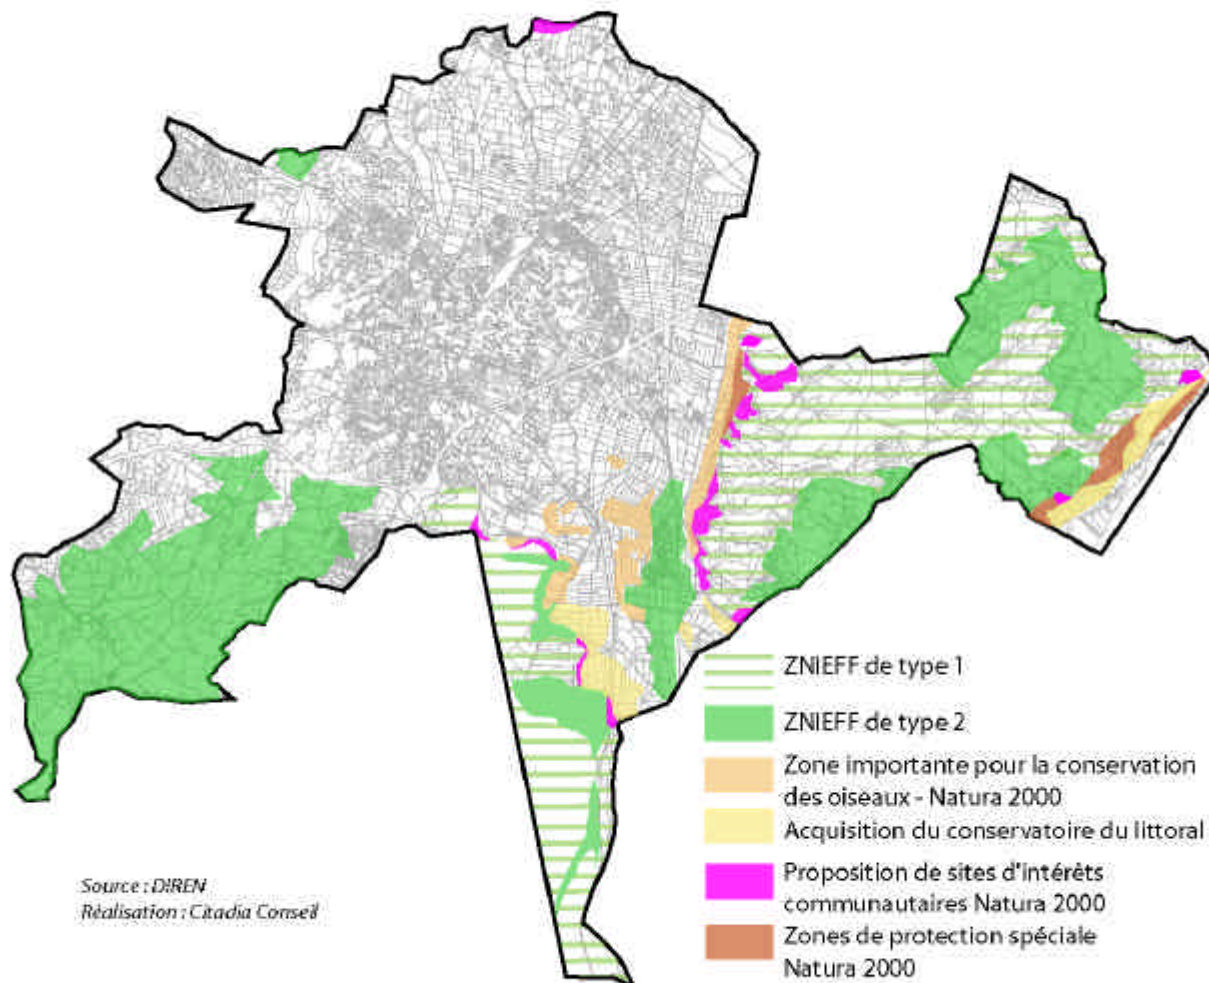 ZNIEFF de type 1
ZNIEFF de type 2
Zone importante pour la conservation
des oiseaux - Natura 2000
Acquisition du conservatoire du littoral
Proposition de sites d'intérêts
communautaires Natura 2000
Zones de protection spéciale
Natura 2000
Source : DIREN
Réalisation : Citadia Conseil